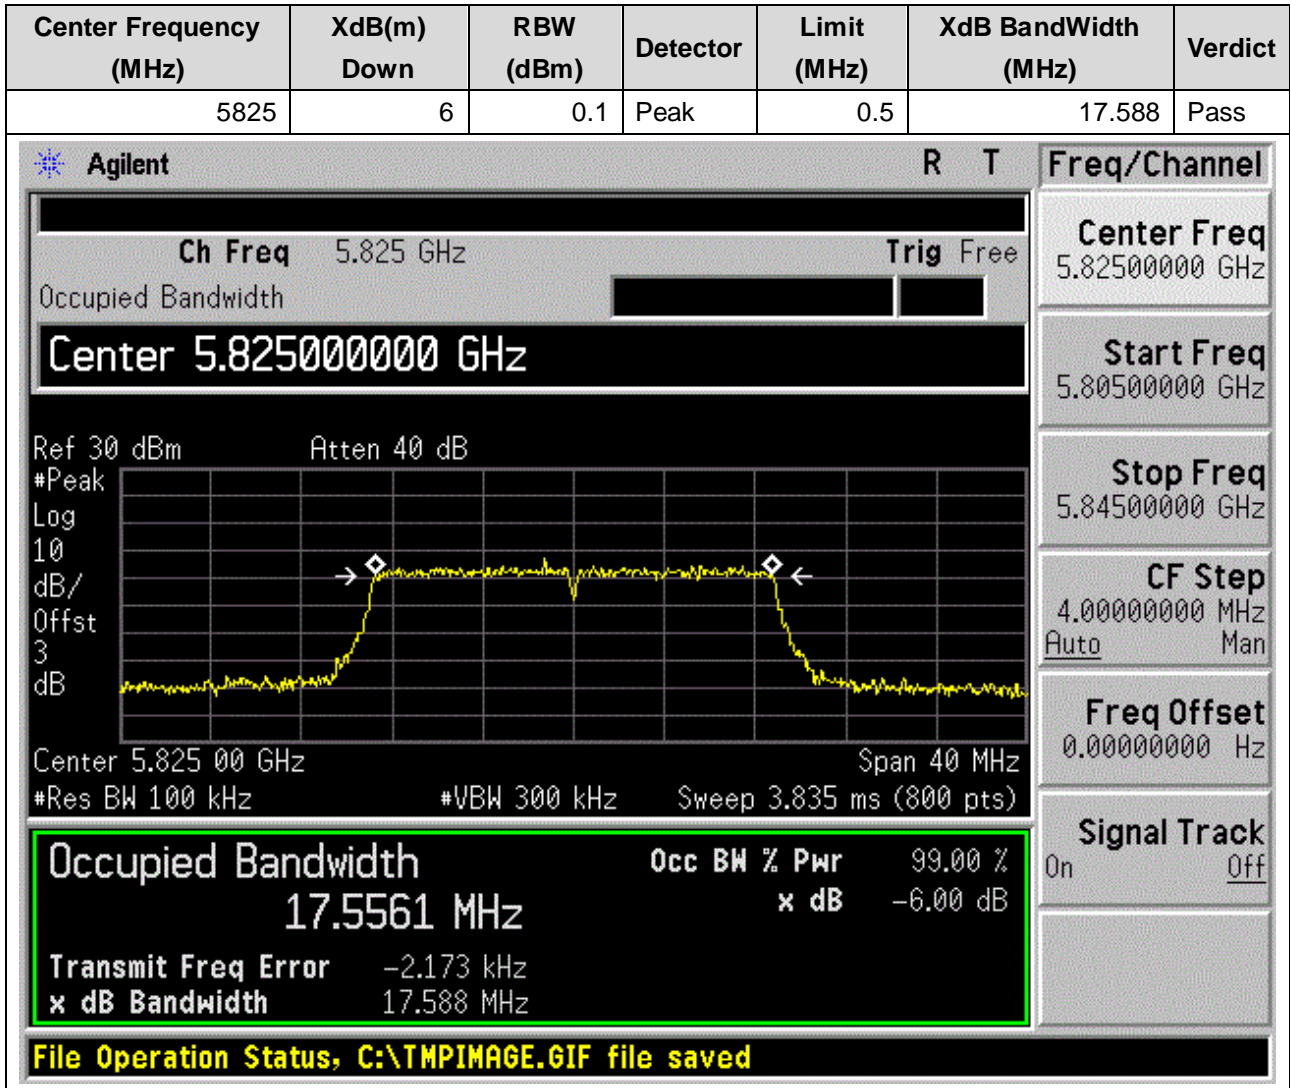 Center Frequency (MHz) XdB(m) Down RBW (dBm) Detector Limit (MHz) XdB BandWidth (MHz) Verdict
5825 6 0.1 Peak 0.5 17.588 Pass
Agilent R T Freq/Channel
Ch Freq 5.825 GHz Trig Free
Occupied Bandwidth
Center 5.825000000 GHz
Center Freq
5.82500000 GHz
Start Freq
5.80500000 GHz
Stop Freq
5.84500000 GHz
CF Step
4.00000000 MHz
Auto Man
Freq Offset
0.00000000 Hz
Signal Track
On Off
Ref 30 dBm Atten 40 dB
#Peak
Log
10
dB/
Offst
3
dB
Center 5.825 00 GHz Span 40 MHz
#Res BW 100 kHz #VBW 300 kHz Sweep 3.835 ms (800 pts)
Occupied Bandwidth Occ BW % Pwr 99.00 %
17.5561 MHz x dB -6.00 dB
Transmit Freq Error -2.173 kHz
x dB Bandwidth 17.588 MHz
File Operation Status, C:\TMPIMAGE.GIF file saved